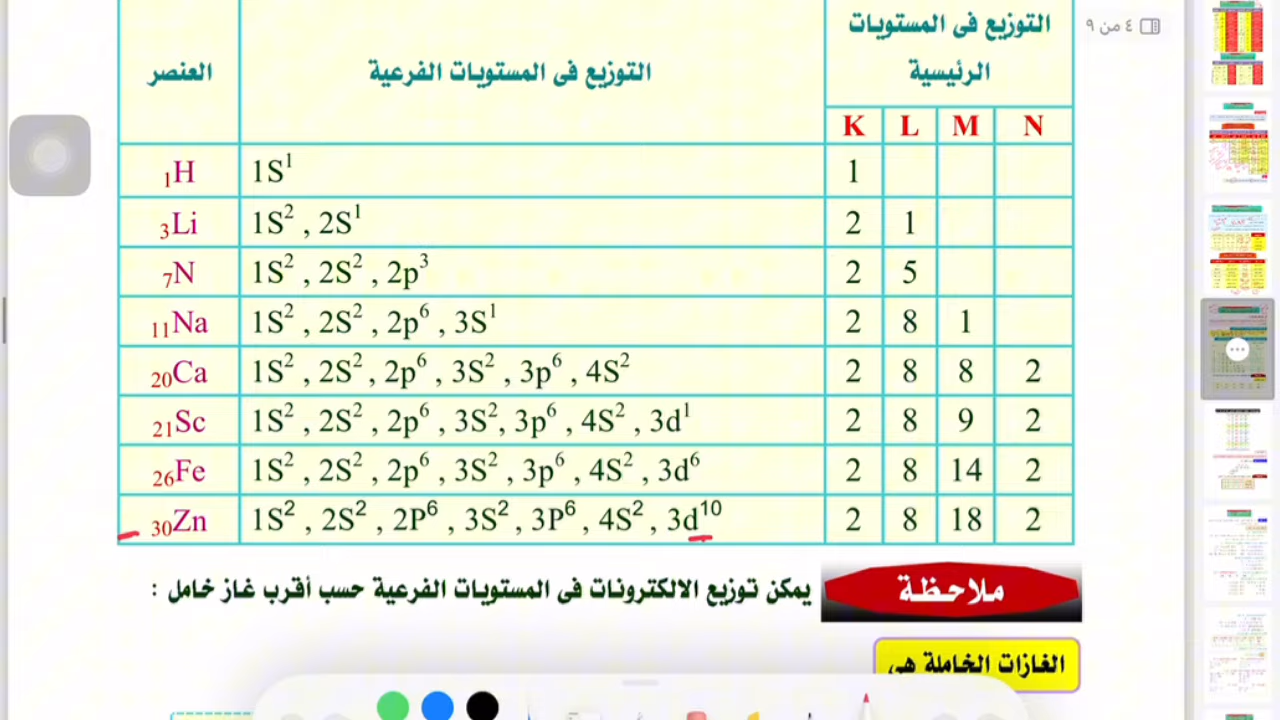 ٤ من ٩
العنصر التوزيع فى المستويات الفرعية التوزيع فى المستويات الرئيسية
K L M N
₁H 1S¹ 1
₃Li 1S² , 2S¹ 2 1
₇N 1S² , 2S² , 2p³ 2 5
₁₁Na 1S² , 2S² , 2p⁶ , 3S¹ 2 8 1
₂₀Ca 1S² , 2S² , 2p⁶ , 3S² , 3p⁶ , 4S² 2 8 8 2
₂₁Sc 1S² , 2S² , 2p⁶ , 3S², 3p⁶ , 4S² , 3d¹ 2 8 9 2
₂₆Fe 1S² , 2S² , 2p⁶ , 3S² , 3p⁶ , 4S² , 3d⁶ 2 8 14 2
₃₀Zn 1S² , 2S² , 2P⁶ , 3S² , 3P⁶ , 4S² , 3d¹⁰ 2 8 18 2
ملاحظة يمكن توزيع الالكترونات فى المستويات الفرعية حسب أقرب غاز خامل :
الغازات الخاملة هى